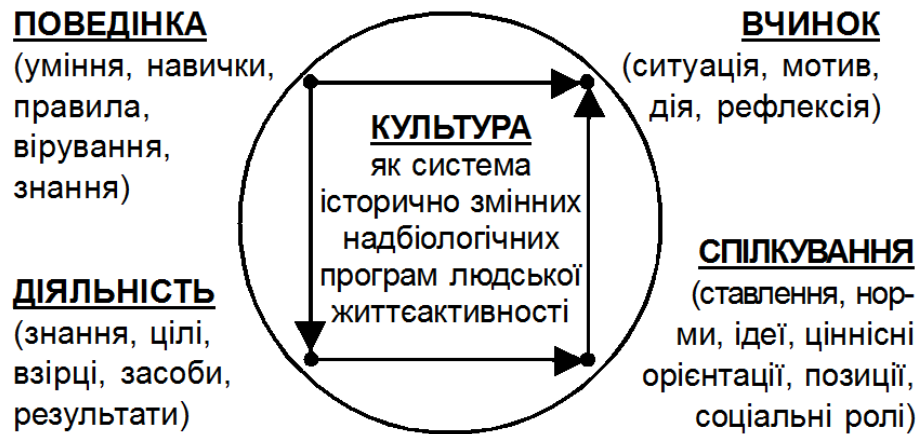 ПОВЕДІНКА
(уміння, навички,
правила,
вірування,
знання)
ВЧИНОК
(ситуація, мотив,
дія, рефлексія)
КУЛЬТУРА
як система
історично змінних
надбіологічних
програм людської
життєактивності
ДІЯЛЬНІСТЬ
(знання, цілі,
взірці, засоби,
результати)
СПІЛКУВАННЯ
(ставлення, нор-
ми, ідеї, ціннісні
орієнтації, позиції,
соціальні ролі)